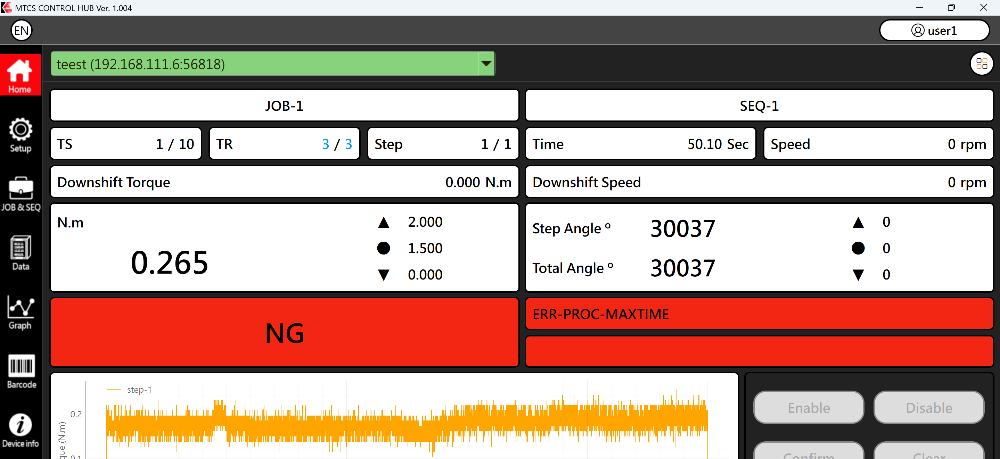 MTCS CONTROL HUB Ver. 1.004
EN
user1
teest (192.168.111.6:56818)
Home
Setup
JOB & SEQ
Data
Graph
Barcode
Device info
JOB-1
SEQ-1
TS 1 / 10
TR 3 / 3
Step 1 / 1
Time 50.10 Sec
Speed 0 rpm
Downshift Torque 0.000 N.m
Downshift Speed 0 rpm
N.m
0.265
▲ 2.000
● 1.500
▼ 0.000
Step Angle º 30037
Total Angle º 30037
▲ 0
● 0
▼ 0
NG
ERR-PROC-MAXTIME
step-1
0.2
0.1
que (N.m)
Enable
Disable
Confirm
Clear